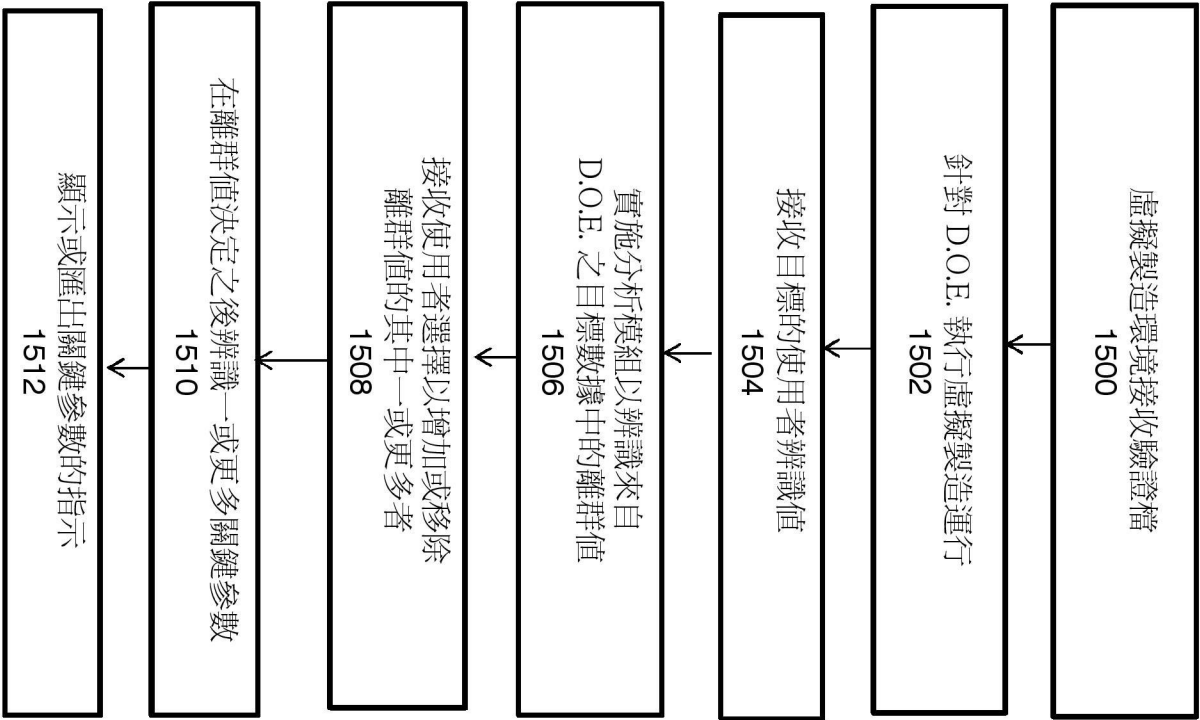 虛擬製造環境接收驗證檔
1500
針對 D.O.E. 執行虛擬製造運行
1502
接收目標的使用者辨識值
1504
實施分析模組以辨識來自
D.O.E. 之目標數據中的離群值
1506
接收使用者選擇以增加或移除
離群值的其中一或更多者
1508
在離群值決定之後辨識一或更多關鍵參數
1510
顯示或匯出關鍵參數的指示
1512